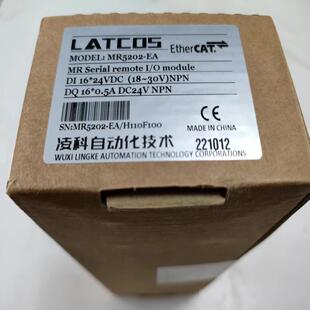 LATCOS EtherCAT
MODEL: MR5202-EA
MR Serial remote I/O module
DI 16*24VDC (18~30V)NPN
DQ 16*0.5A DC24V NPN
SN:MR5202-EA/H110F100
CE
MADE IN CHINA
凌科自动化技术
221012
WUXI LINGKE AUTOMATION TECHNOLOGY CORPORATIONS